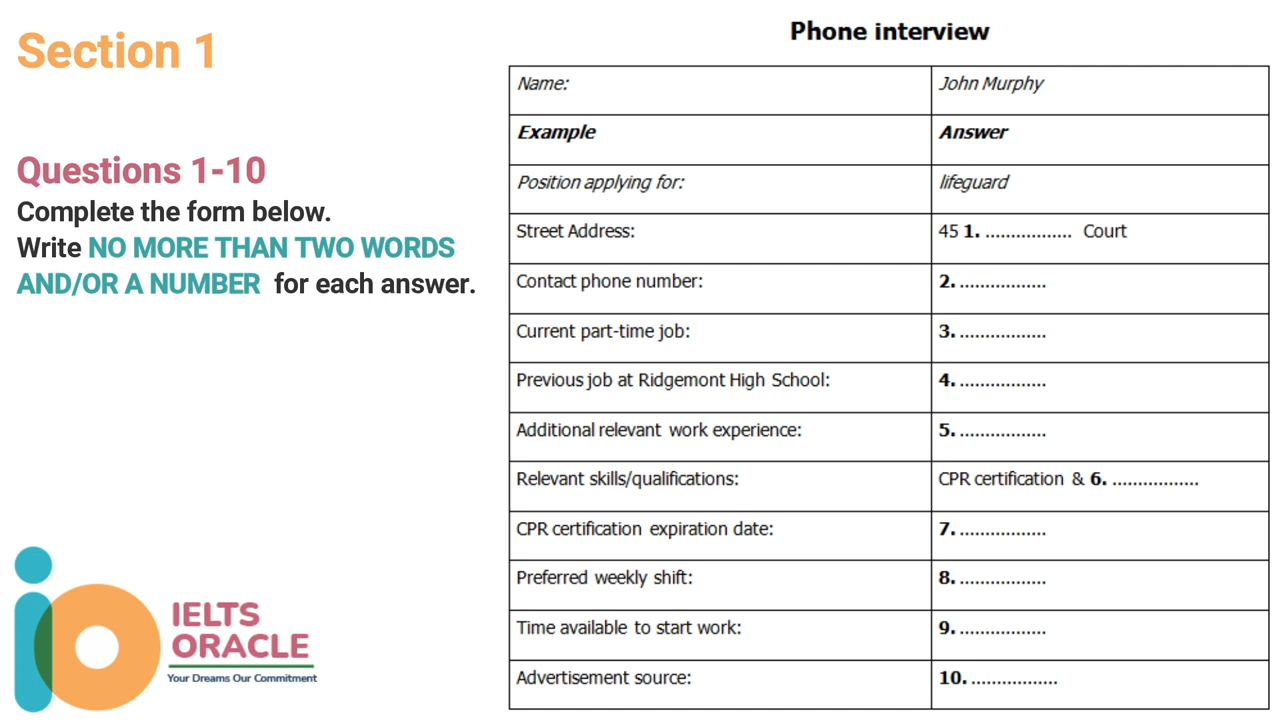 Section 1
Questions 1-10
Complete the form below.
Write NO MORE THAN TWO WORDS
AND/OR A NUMBER for each answer.
Phone interview
Name: John Murphy
Example Answer
Position applying for: lifeguard
Street Address: 45 1. ................ Court
Contact phone number: 2. ................
Current part-time job: 3. ................
Previous job at Ridgemont High School: 4. ................
Additional relevant work experience: 5. ................
Relevant skills/qualifications: CPR certification & 6. ................
CPR certification expiration date: 7. ................
Preferred weekly shift: 8. ................
Time available to start work: 9. ................
Advertisement source: 10. ................
io
IELTS
ORACLE
Your Dreams Our Commitment